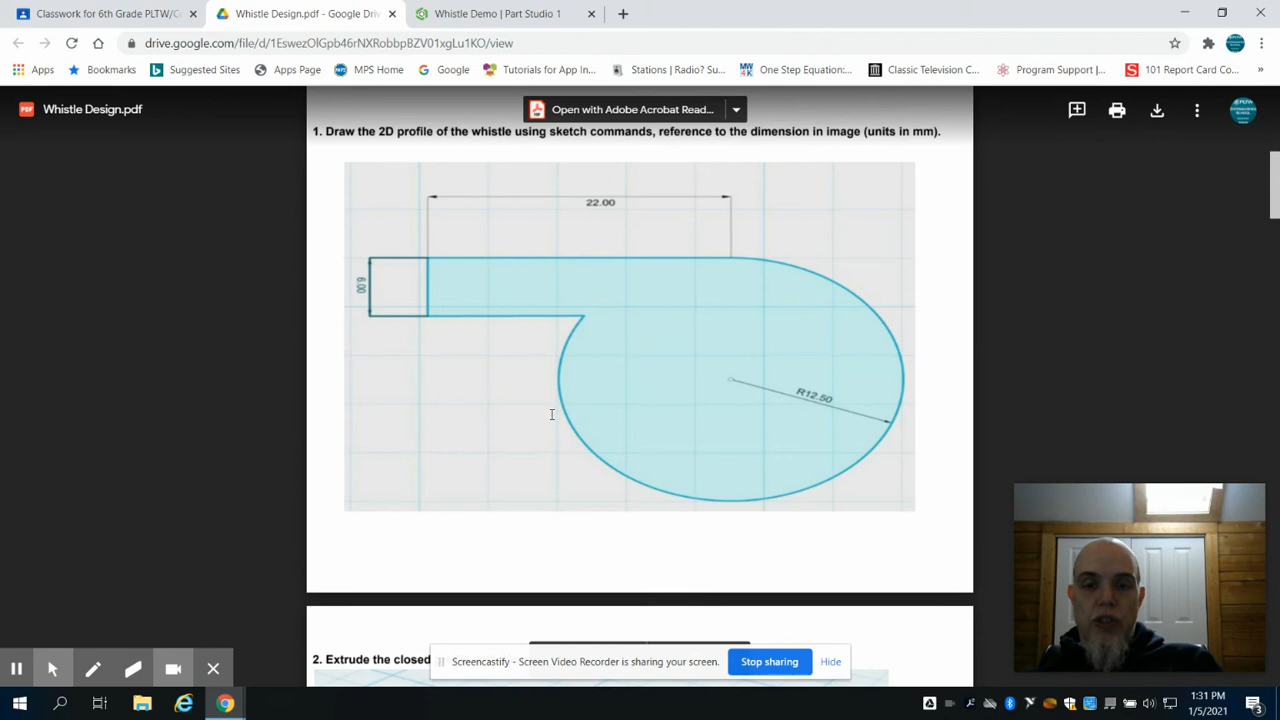 Classwork for 6th Grade PLTW/C
Whistle Design.pdf - Google Driv
Whistle Demo | Part Studio 1
drive.google.com/file/d/1EswezOlGpb46rNXRobbpBZV01xgLu1KO/view
Apps
Bookmarks
Suggested Sites
Apps Page
MPS Home
Google
Tutorials for App In...
Stations | Radio? Su...
One Step Equation:...
Classic Television C...
Program Support |...
101 Report Card Co...
PDF
Whistle Design.pdf
Open with Adobe Acrobat Read...
1. Draw the 2D profile of the whistle using sketch commands, reference to the dimension in image (units in mm).
22.00
6.00
R12.50
2. Extrude the closed
Screencastify - Screen Video Recorder is sharing your screen.
Stop sharing
Hide
1:31 PM
1/5/2021
3